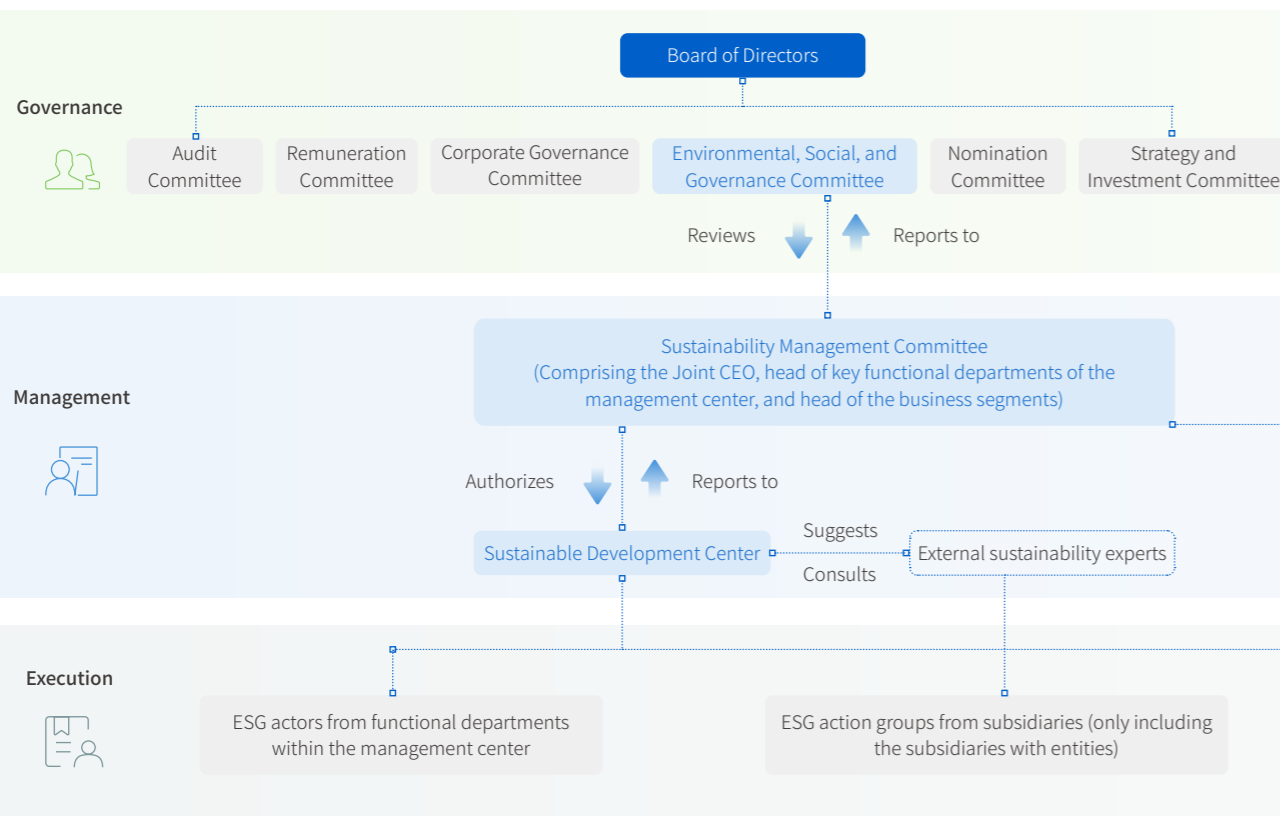 Board of Directors
Governance
Audit
Committee
Remuneration
Committee
Corporate Governance
Committee
Environmental, Social, and
Governance Committee
Nomination
Committee
Strategy and
Investment Committee
Reviews
Reports to
Sustainability Management Committee
(Comprising the Joint CEO, head of key functional departments of the
management center, and head of the business segments)
Management
Authorizes
Reports to
Suggests
Sustainable Development Center
External sustainability experts
Consults
Execution
ESG actors from functional departments
within the management center
ESG action groups from subsidiaries (only including
the subsidiaries with entities)